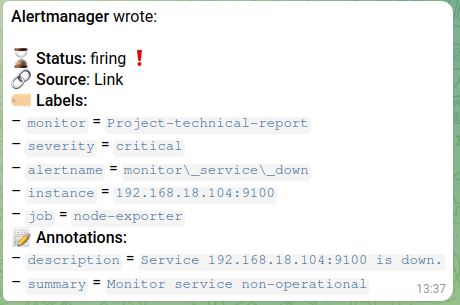 Alertmanager wrote:
⏳ Status: firing ❗
🔗 Source: Link
🏷️ Labels:
– monitor = Project-technical-report
– severity = critical
– alertname = monitor\_service\_down
– instance = 192.168.18.104:9100
– job = node-exporter
📝 Annotations:
– description = Service 192.168.18.104:9100 is down.
– summary = Monitor service non-operational
13:37